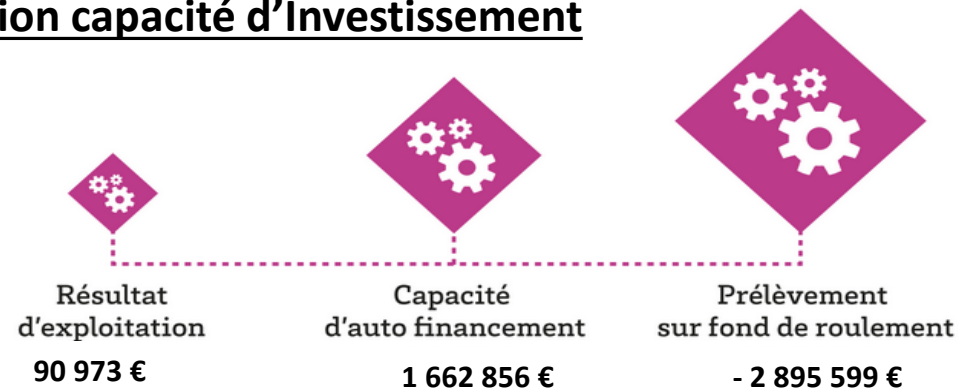 ion capacité d'Investissement
Résultat
d'exploitation
90 973 €
Capacité
d'auto financement
1 662 856 €
Prélèvement
sur fond de roulement
- 2 895 599 €